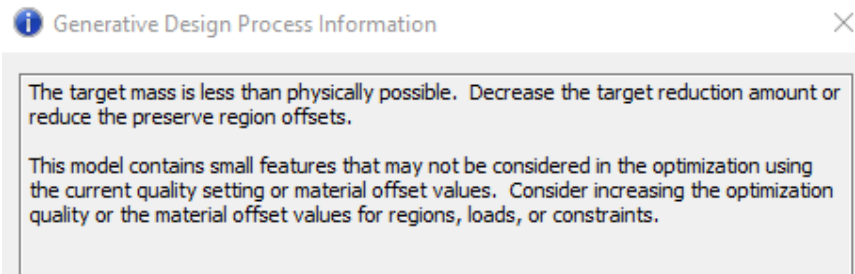 Generative Design Process Information
The target mass is less than physically possible. Decrease the target reduction amount or
reduce the preserve region offsets.
This model contains small features that may not be considered in the optimization using
the current quality setting or material offset values. Consider increasing the optimization
quality or the material offset values for regions, loads, or constraints.